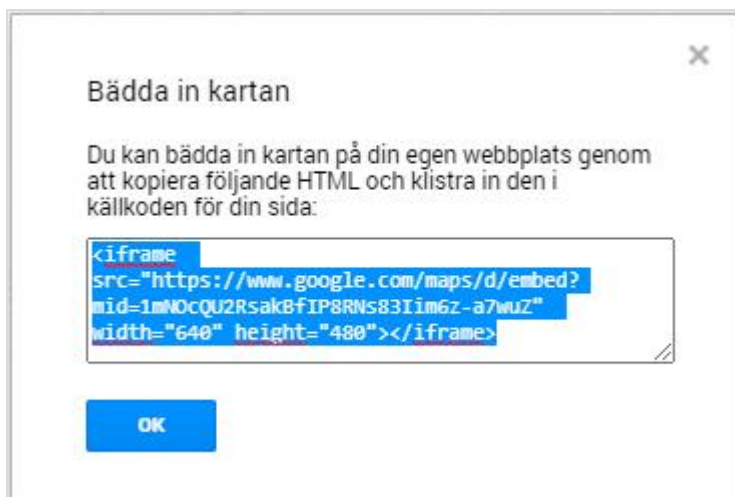 Bädda in kartan
Du kan bädda in kartan på din egen webbplats genom
att kopiera följande HTML och klistra in den i
källkoden för din sida:
<iframe
src="https://www.google.com/maps/d/embed?
mid=1mNOcQU2RsakBfIP8RNs83Iim6z-a7wuZ"
width="640" height="480"></iframe>
OK